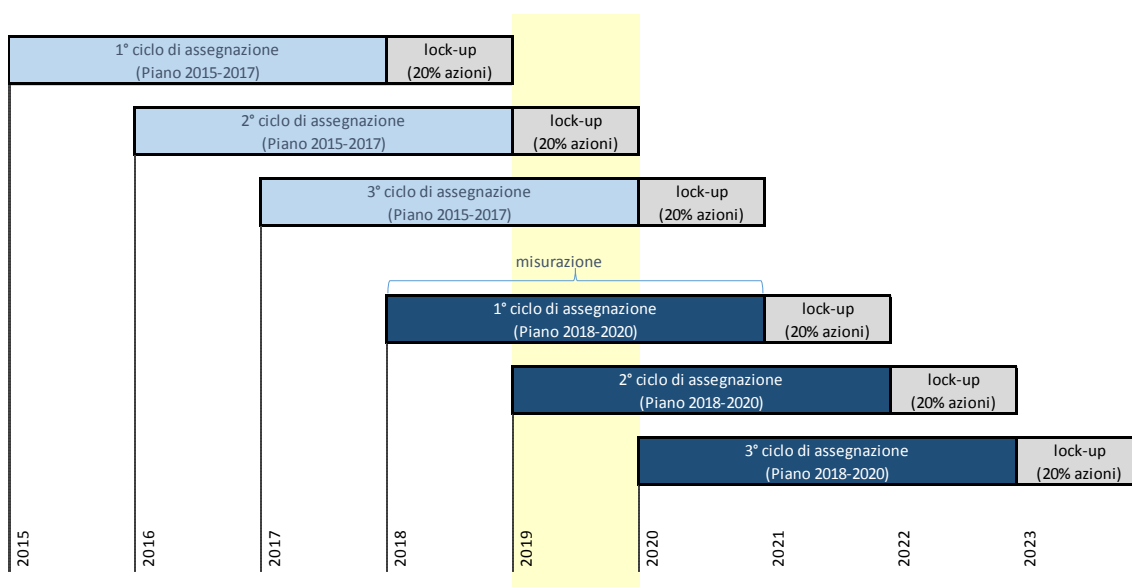 1° ciclo di assegnazione
(Piano 2015-2017)
lock-up
(20% azioni)
2° ciclo di assegnazione
(Piano 2015-2017)
lock-up
(20% azioni)
3° ciclo di assegnazione
(Piano 2015-2017)
lock-up
(20% azioni)
misurazione
1° ciclo di assegnazione
(Piano 2018-2020)
lock-up
(20% azioni)
2° ciclo di assegnazione
(Piano 2018-2020)
lock-up
(20% azioni)
3° ciclo di assegnazione
(Piano 2018-2020)
lock-up
(20% azioni)
2015
2016
2017
2018
2019
2020
2021
2022
2023